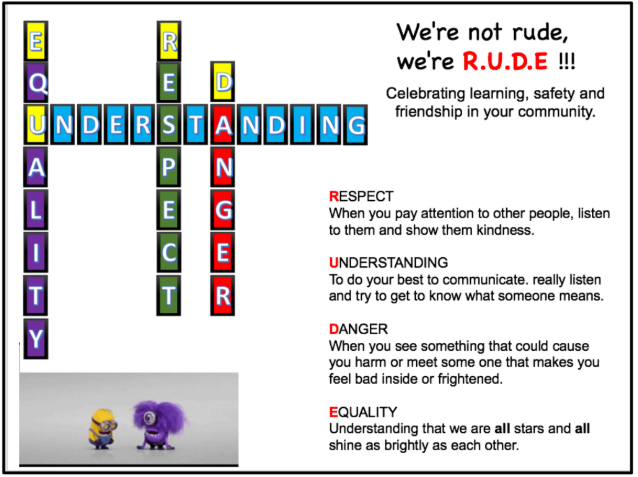 EQUALITY
RESPECT
DANGER
UNDERSTANDING
We're not rude,
we're R.U.D.E !!!
Celebrating learning, safety and
friendship in your community.
RESPECT
When you pay attention to other people, listen
to them and show them kindness.
UNDERSTANDING
To do your best to communicate. really listen
and try to get to know what someone means.
DANGER
When you see something that could cause
you harm or meet some one that makes you
feel bad inside or frightened.
EQUALITY
Understanding that we are all stars and all
shine as brightly as each other.